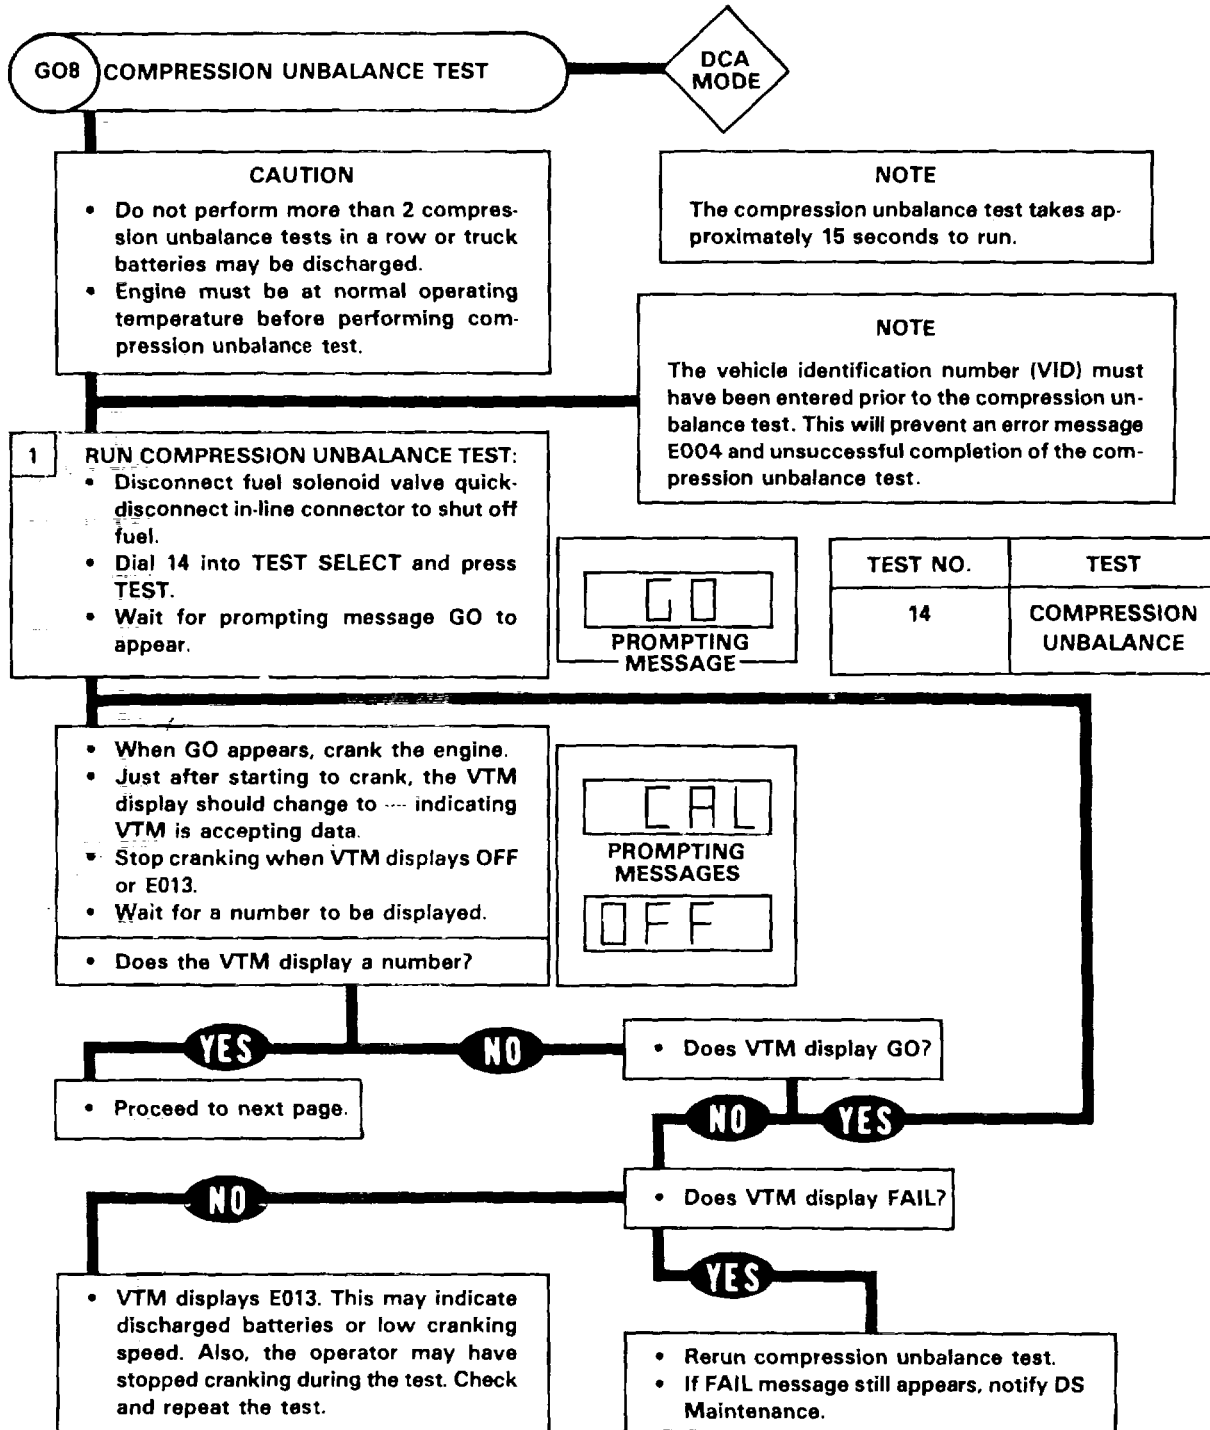 GO8 COMPRESSION UNBALANCE TEST
DCA
MODE
CAUTION
• Do not perform more than 2 compres-
sion unbalance tests in a row or truck
batteries may be discharged.
• Engine must be at normal operating
temperature before performing com-
pression unbalance test.
NOTE
The compression unbalance test takes ap-
proximately 15 seconds to run.
NOTE
The vehicle identification number (VID) must
have been entered prior to the compression un-
balance test. This will prevent an error message
E004 and unsuccessful completion of the com-
pression unbalance test.
1 RUN COMPRESSION UNBALANCE TEST:
• Disconnect fuel solenoid valve quick-
disconnect in-line connector to shut off
fuel.
• Dial 14 into TEST SELECT and press
TEST.
• Wait for prompting message GO to
appear.
GO
PROMPTING
MESSAGE
TEST NO. TEST
14 COMPRESSION
UNBALANCE
• When GO appears, crank the engine.
• Just after starting to crank, the VTM
display should change to ---- indicating
VTM is accepting data.
• Stop cranking when VTM displays OFF
or E013.
• Wait for a number to be displayed.
• Does the VTM display a number?
CAL
PROMPTING
MESSAGES
OFF
YES
NO
• Does VTM display GO?
• Proceed to next page.
NO
YES
NO
• Does VTM display FAIL?
YES
• VTM displays E013. This may indicate
discharged batteries or low cranking
speed. Also, the operator may have
stopped cranking during the test. Check
and repeat the test.
• Rerun compression unbalance test.
• If FAIL message still appears, notify DS
Maintenance.